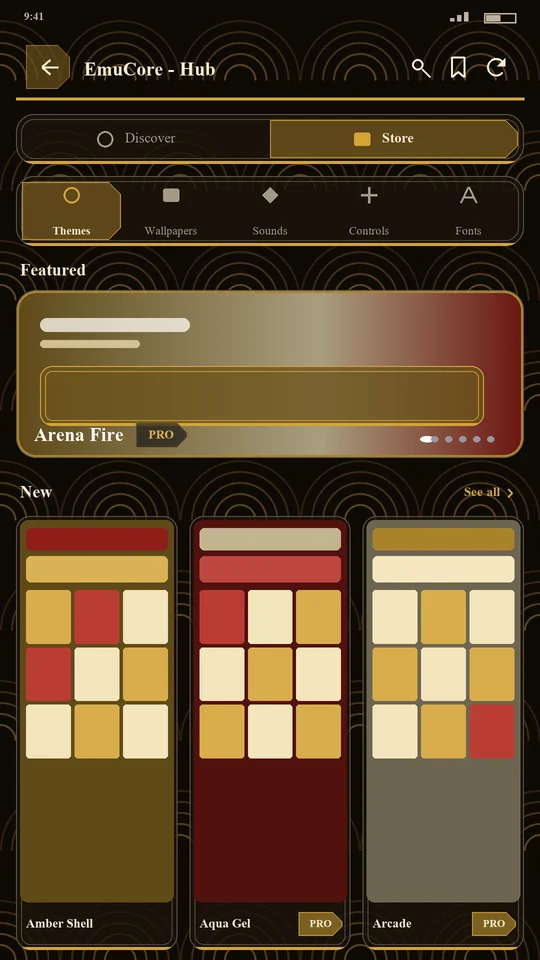 9:41
EmuCore - Hub
Discover
Store
Themes
Wallpapers
Sounds
Controls
Fonts
Featured
Arena Fire
PRO
New
See all
Amber Shell
Aqua Gel
PRO
Arcade
PRO